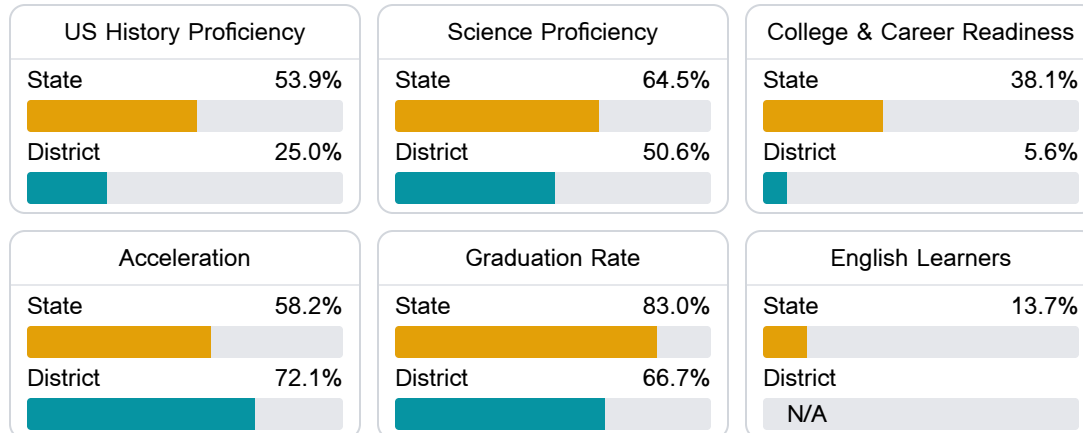 US History Proficiency
State 53.9%
District 25.0%
Science Proficiency
State 64.5%
District 50.6%
College & Career Readiness
State 38.1%
District 5.6%
Acceleration
State 58.2%
District 72.1%
Graduation Rate
State 83.0%
District 66.7%
English Learners
State 13.7%
District
N/A